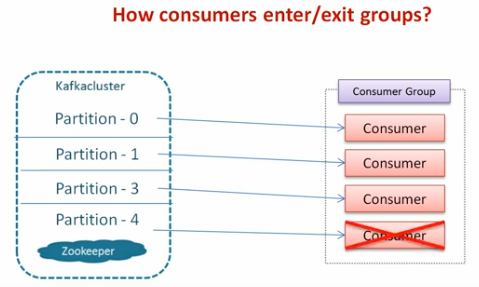 How consumers enter/exit groups?
Kafkacluster
Partition - 0
Partition - 1
Partition - 3
Partition - 4
Zookeeper
Consumer Group
Consumer
Consumer
Consumer
Consumer